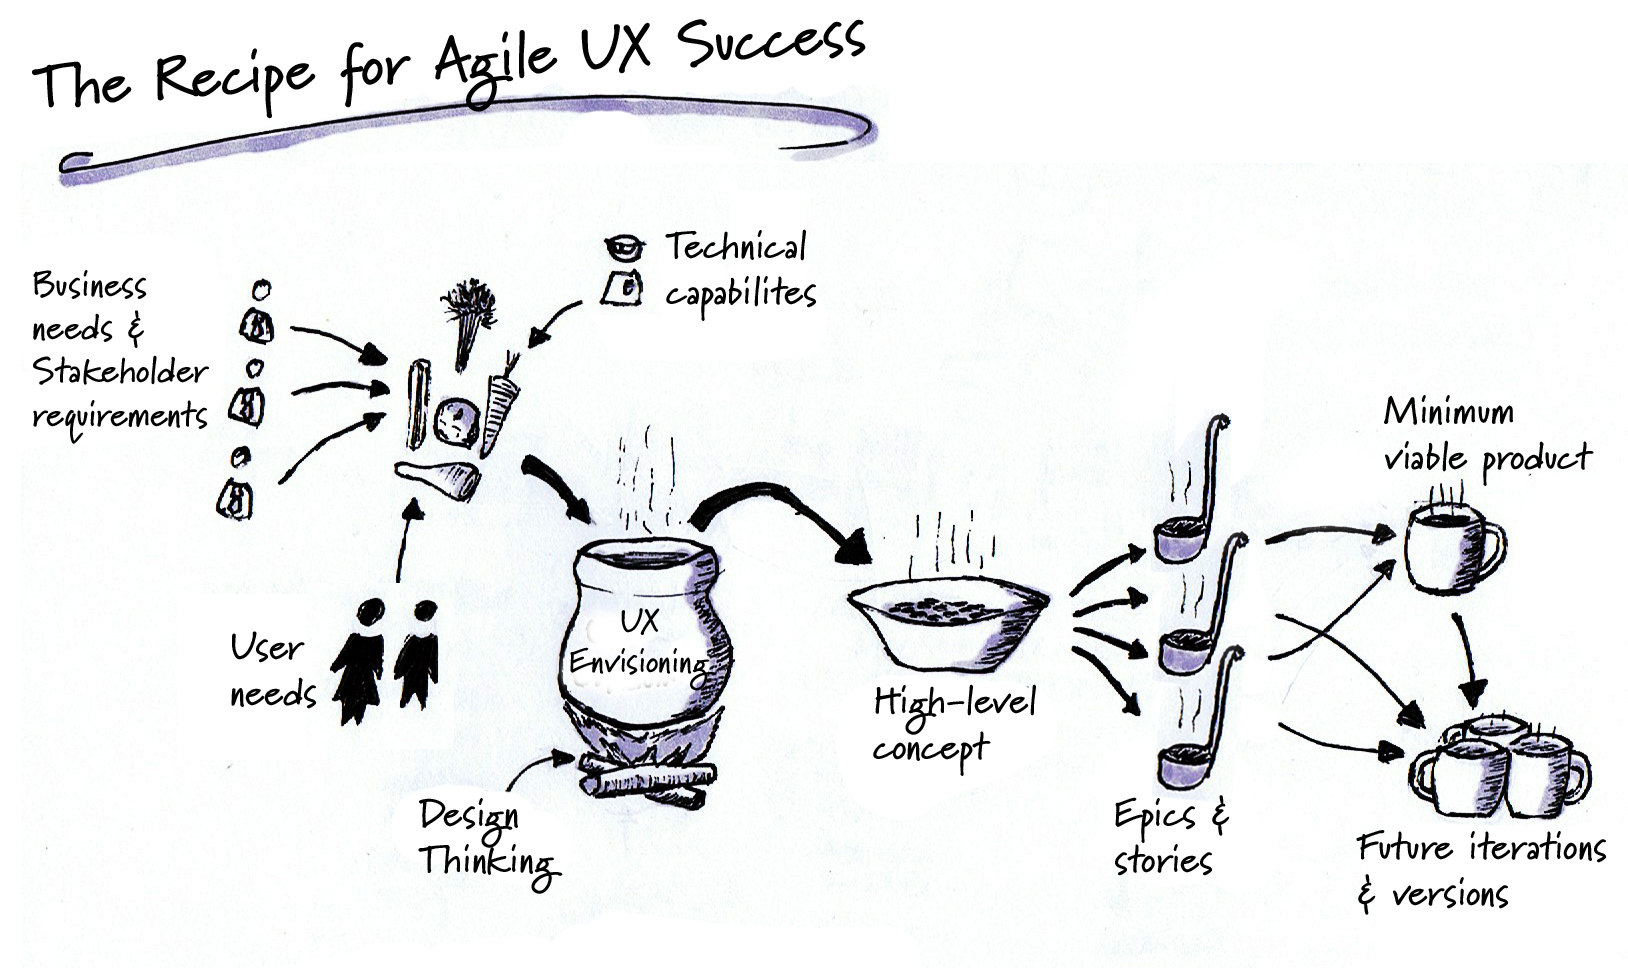 The Recipe for Agile UX Success
Business
needs &
Stakeholder
requirements
Technical
capabilites
User
needs
UX
Envisioning
Design
Thinking
High-level
concept
Epics &
stories
Minimum
viable product
Future iterations
& versions